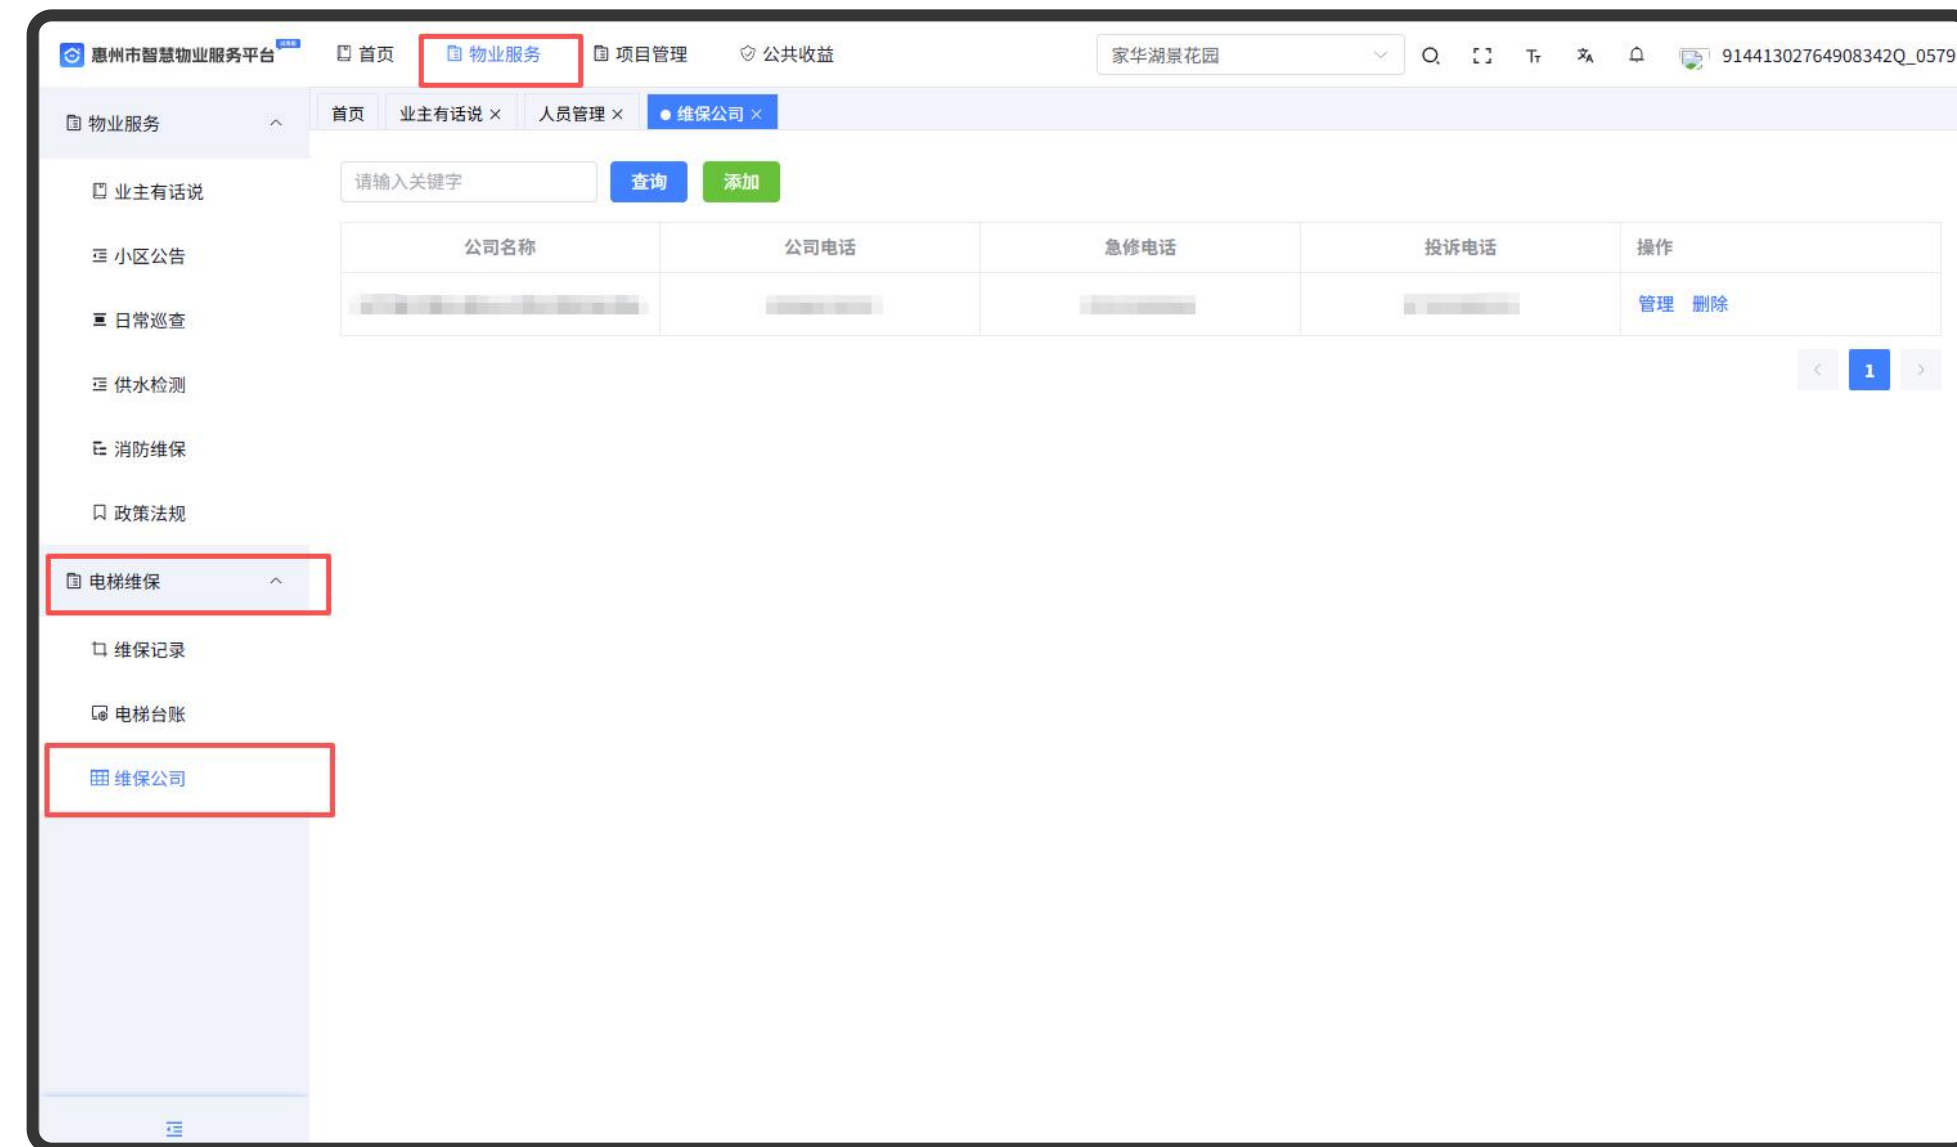 惠州市智慧物业服务平台
首页 物业服务 项目管理 公共收益 家华湖景花园 91441302764908342Q_0579
物业服务
首页 业主有话说 人员管理 维保公司
业主有话说
请输入关键字 查询 添加
小区公告
公司名称 公司电话 急修电话 投诉电话 操作
管理 删除
日常巡查
1
供水检测
消防维保
政策法规
电梯维保
维保记录
电梯台账
维保公司